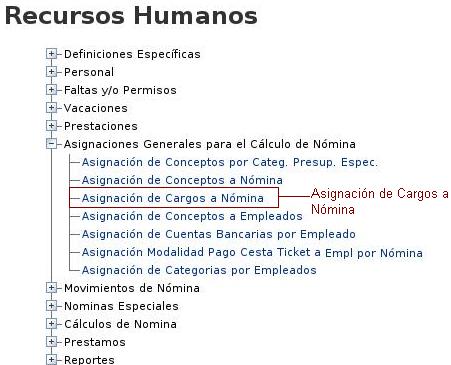 Recursos Humanos
Definiciones Específicas
Personal
Faltas y/o Permisos
Vacaciones
Prestaciones
Asignaciones Generales para el Cálculo de Nómina
Asignación de Conceptos por Categ. Presup. Espec.
Asignación de Conceptos a Nómina
Asignación de Cargos a Nómina
Asignación de Cargos a
Nómina
Asignación de Conceptos a Empleados
Asignación de Cuentas Bancarias por Empleado
Asignación Modalidad Pago Cesta Ticket a Empl por Nómina
Asignación de Categorias por Empleados
Movimientos de Nómina
Nominas Especiales
Cálculos de Nomina
Prestamos
Reportes